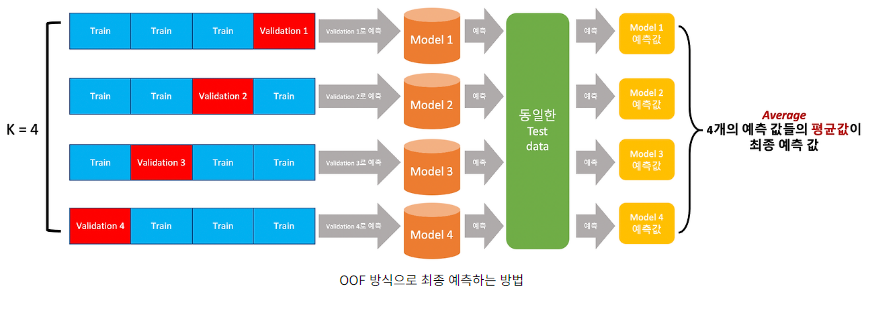 K = 4
Train Train Train Validation 1
Validation 1로 예측
Model 1
예측
예측
Model 1
예측값
Train Train Validation 2 Train
Validation 2로 예측
Model 2
예측
예측
Model 2
예측값
Train Validation 3 Train Train
Validation 3로 예측
Model 3
예측
예측
Model 3
예측값
Validation 4 Train Train Train
Validation 4로 예측
Model 4
예측
예측
Model 4
예측값
동일한
Test
data
Average
4개의 예측 값들의 평균값이
최종 예측 값
OOF 방식으로 최종 예측하는 방법